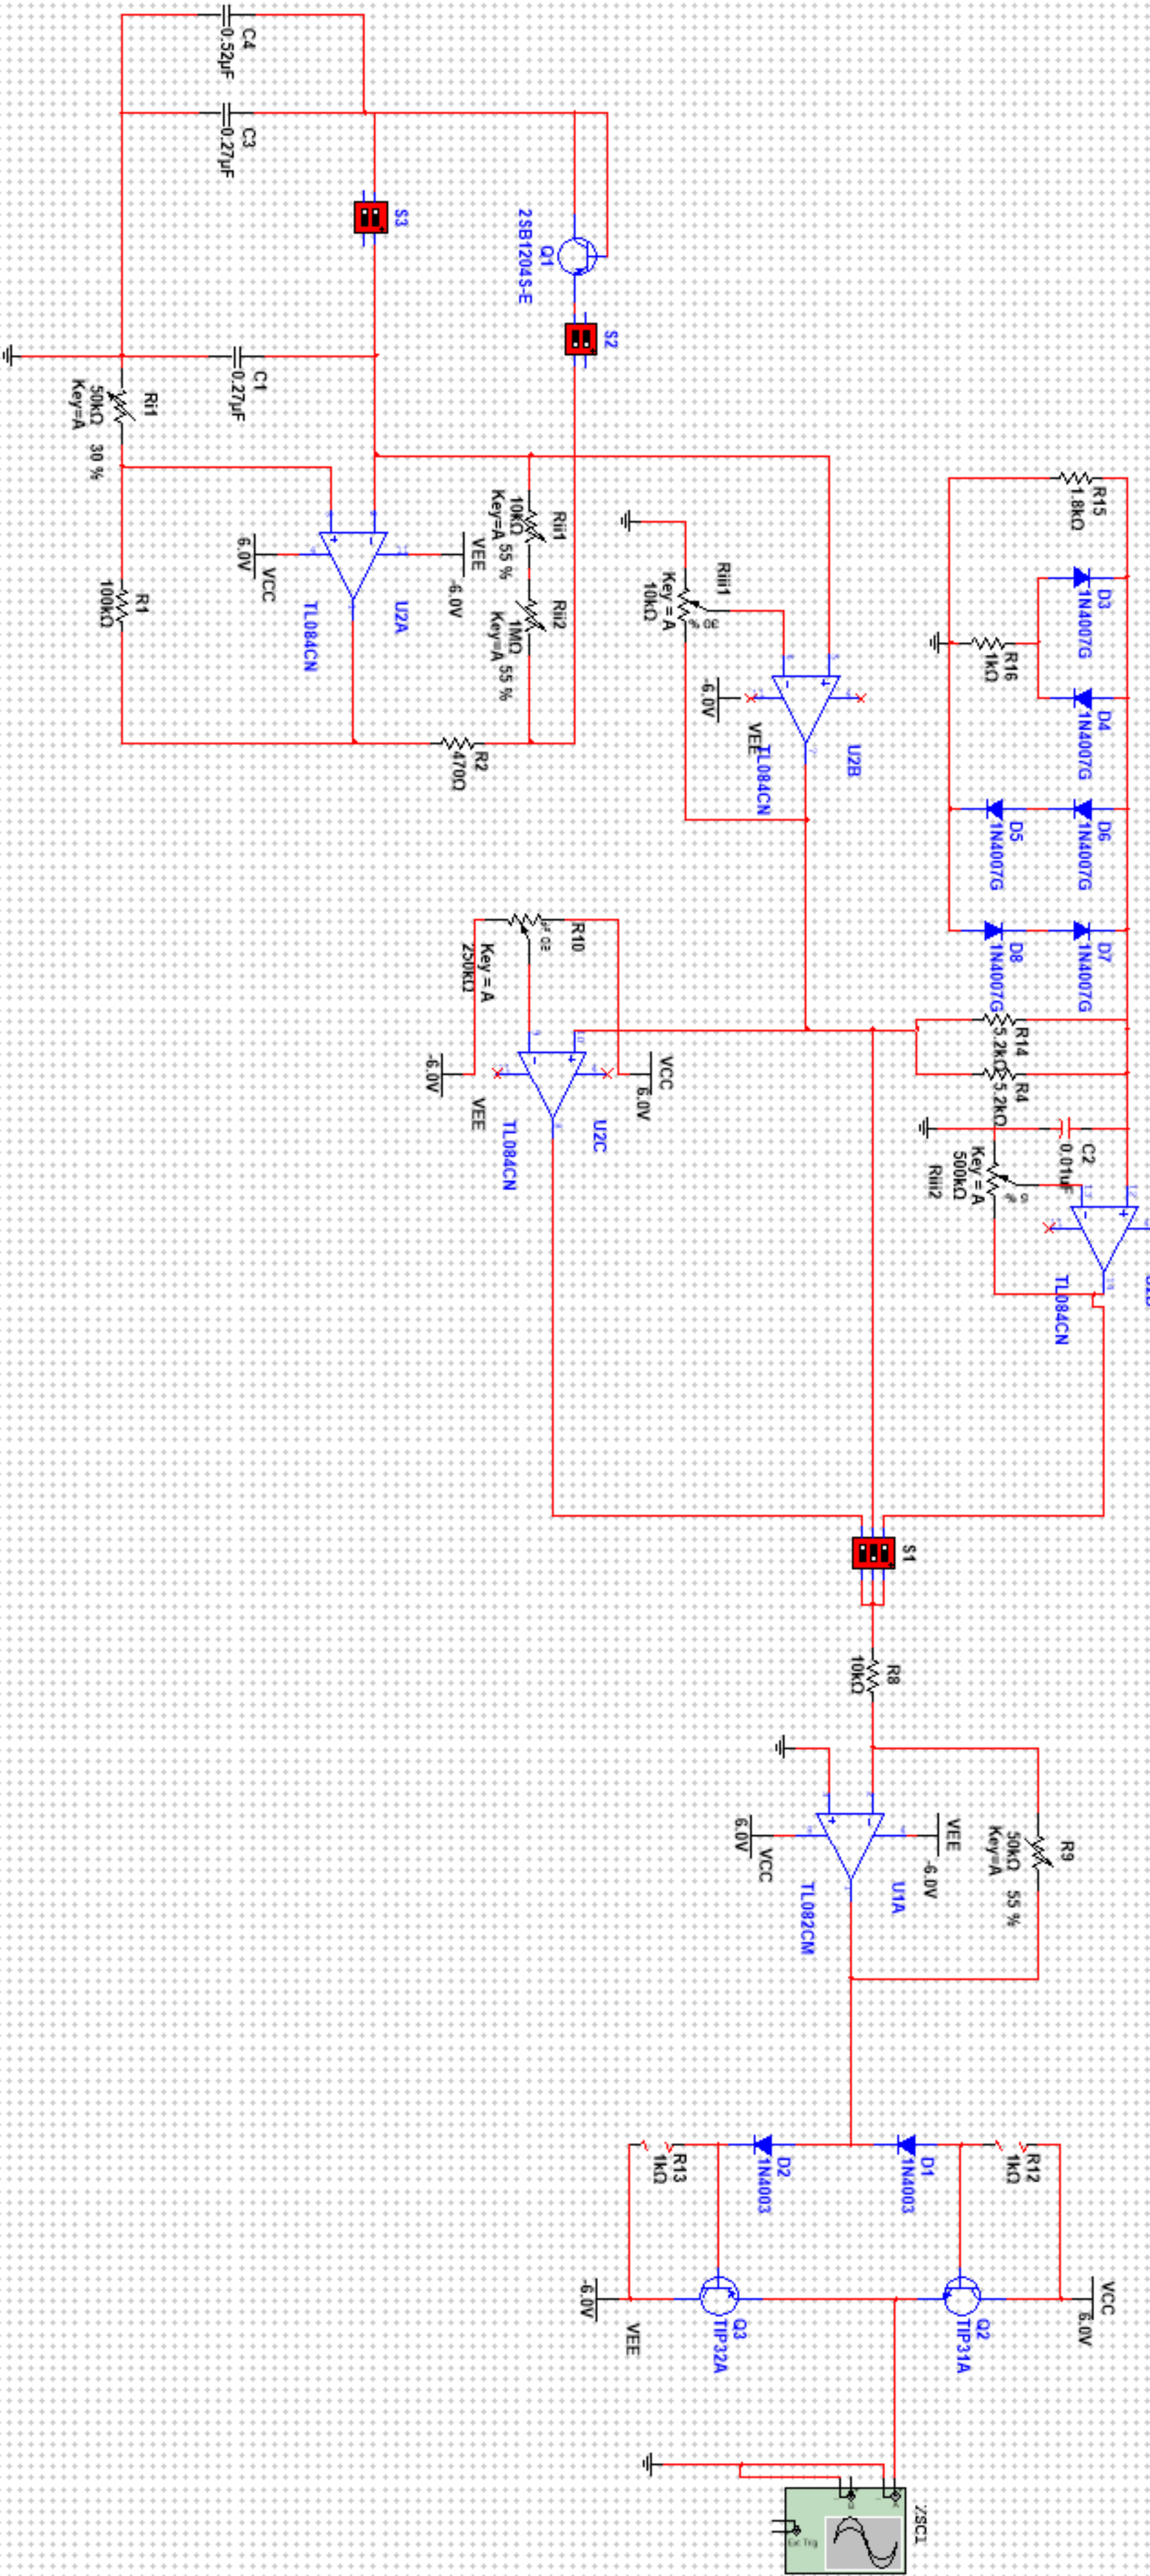 C4
0.52µF
C3
0.27µF
S3
2SB1204S-E
Q1
S2
C1
0.27µF
Ri1
50kΩ
Key=A
30 %
R1
100kΩ
6.0V
VCC
TL084CN
U2A
VEE
-6.0V
Rii1
10kΩ
Key=A
55 %
Rii2
1MΩ
Key=A
55 %
R2
470Ω
Riii1
Key = A
10kΩ
30 %
-6.0V
VEE
TL084CN
U2B
R15
1.8kΩ
D3
1N4007G
R16
1kΩ
D4
1N4007G
D5
1N4007G
D6
1N4007G
D8
1N4007G
D7
1N4007G
R10
Key = A
250kΩ
-6.0V
VEE
TL084CN
U2C
VCC
6.0V
R14
5.2kΩ
R4
5.2kΩ
C2
0.01uF
Key = A
500kΩ
Riii2
TL084CN
S1
R8
10kΩ
6.0V
VCC
TL082CM
U1A
VEE
-6.0V
R9
50kΩ
Key=A
55 %
R13
1kΩ
D2
1N4003
D1
1N4003
R12
1kΩ
-6.0V
VEE
Q3
TIP32A
Q2
TIP31A
VCC
6.0V
XSC1
Ext Trig